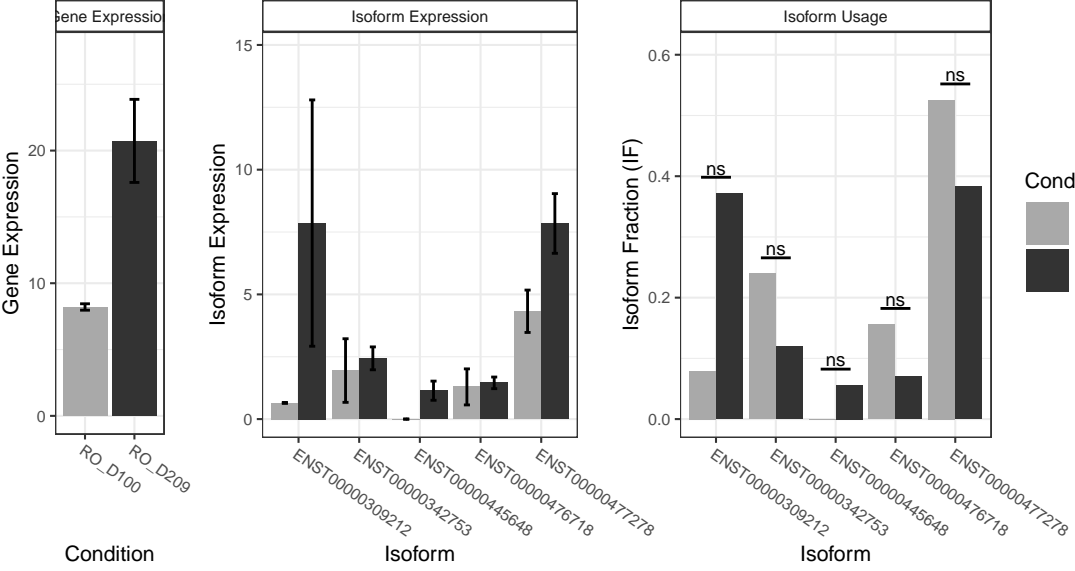 Gene Expression
Isoform Expression
Isoform Usage
Gene Expression
20
10
0
RO_D100
RO_D209
Condition
Isoform Expression
15
10
5
0
ENST00000309212
ENST00000342753
ENST00000445648
ENST00000476718
ENST00000477278
Isoform
Isoform Fraction (IF)
0.6
0.4
0.2
0.0
ns
ns
ns
ns
ns
ENST00000309212
ENST00000342753
ENST00000445648
ENST00000476718
ENST00000477278
Isoform
Cond